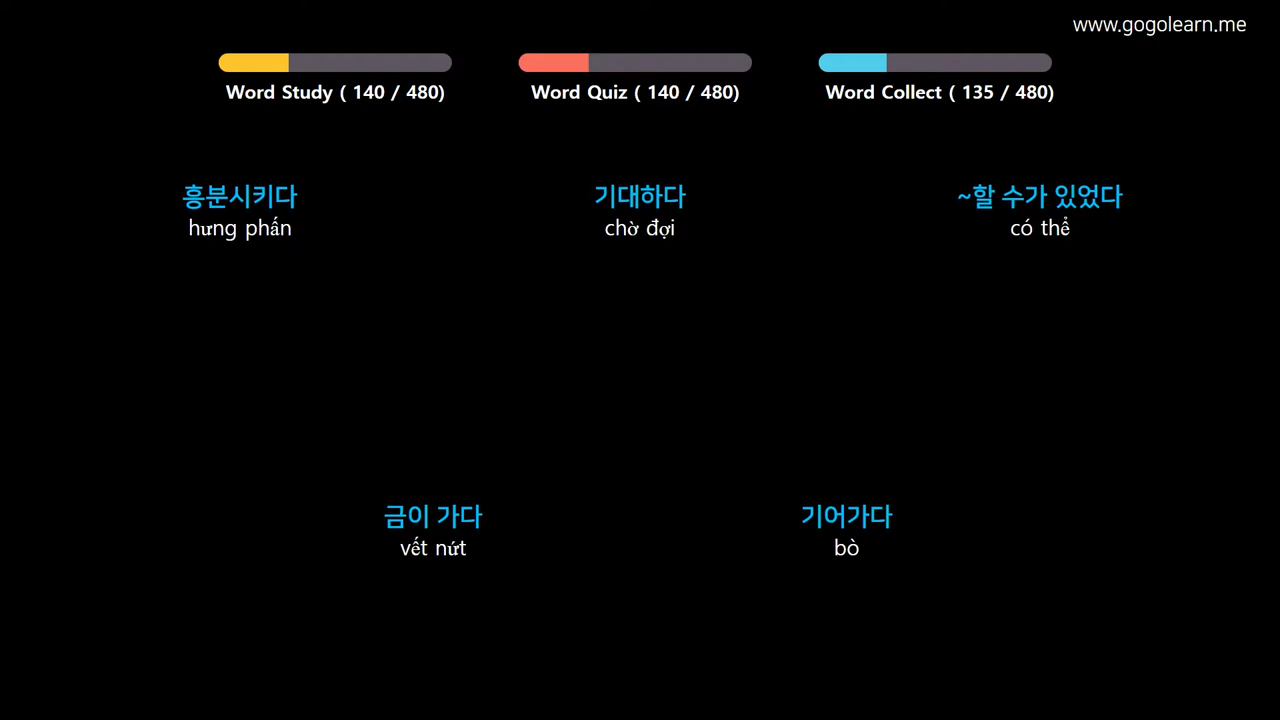 www.gogolearn.me
Word Study ( 140 / 480)
Word Quiz ( 140 / 480)
Word Collect ( 135 / 480)
흥분시키다
hưng phấn
기대하다
chờ đợi
~할 수가 있었다
có thể
금이 가다
vết nứt
기어가다
bò